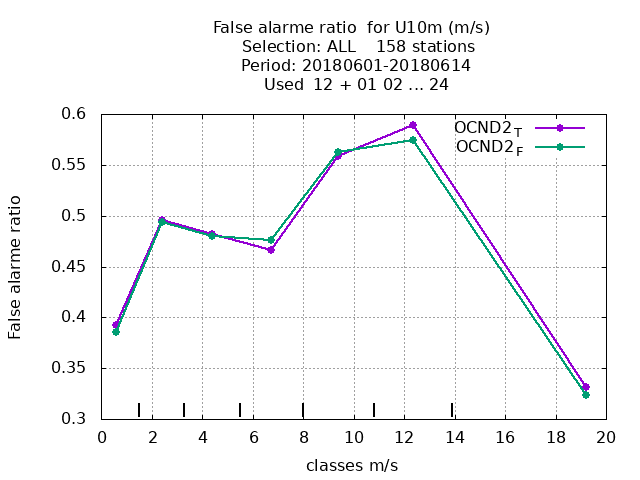 False alarme ratio  for U10m (m/s)
Selection: ALL    158 stations
Period: 20180601-20180614
Used  12 + 01 02 ... 24
OCND2T
OCND2F
0.6
0.55
0.5
0.45
0.4
0.35
0.3
False alarme ratio
0 2 4 6 8 10 12 14 16 18 20
classes m/s